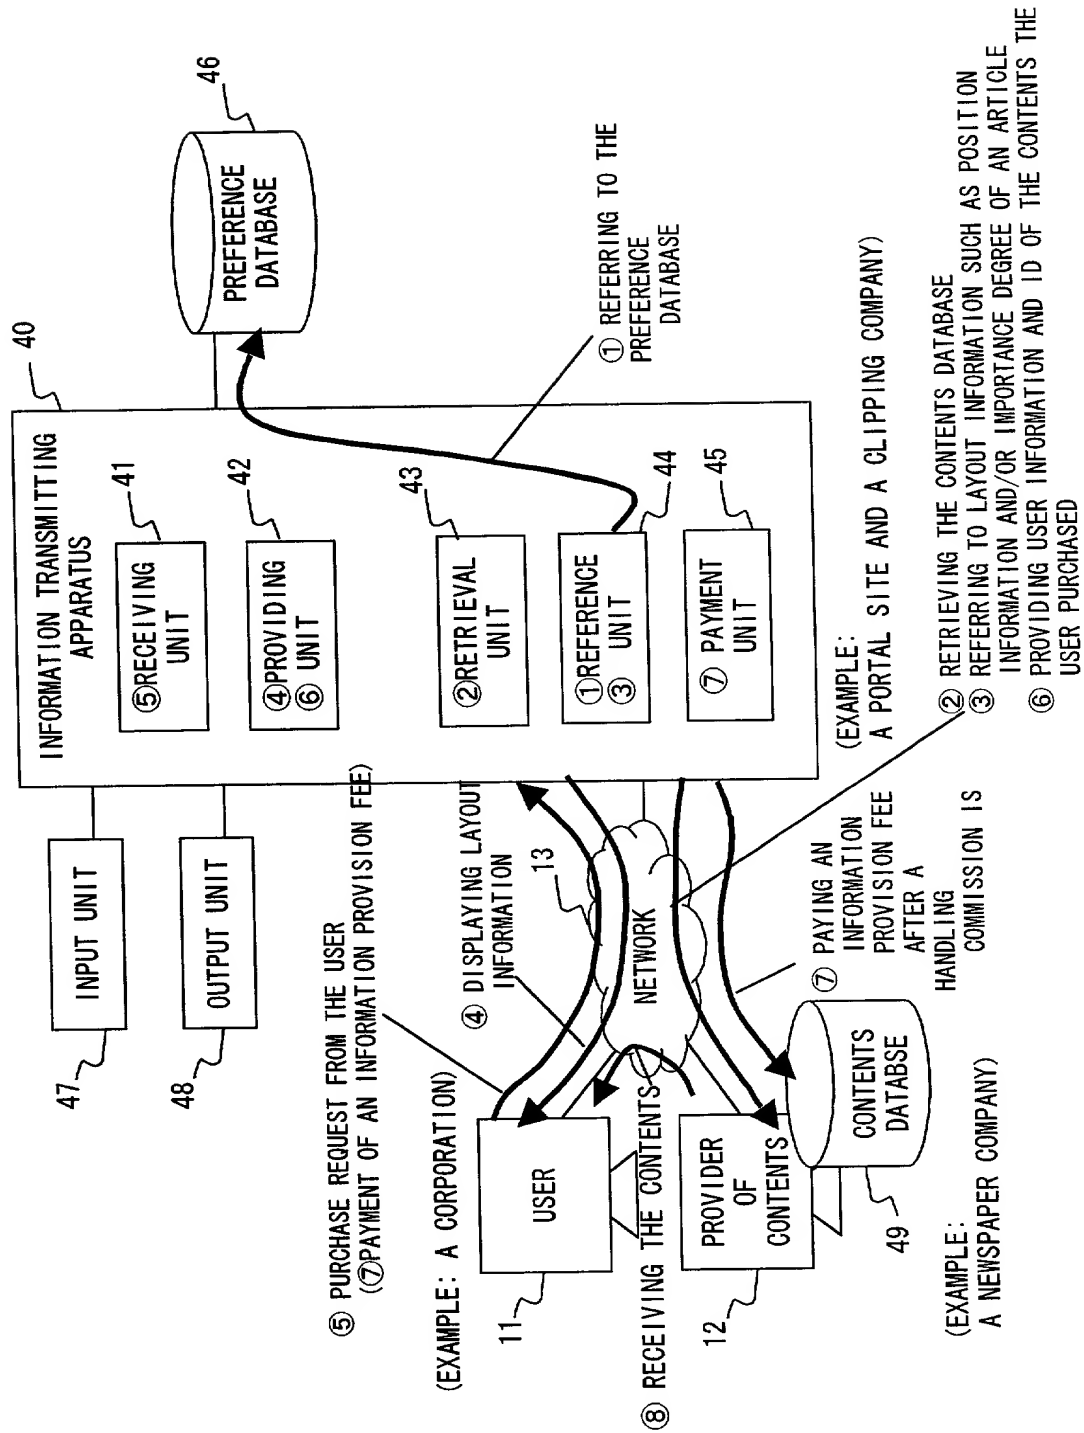 INFORMATION TRANSMITTING
APPARATUS
40
46
PREFERENCE
DATABASE
47
INPUT UNIT
48
OUTPUT UNIT
⑤RECEIVING
UNIT
41
④PROVIDING
⑥ UNIT
42
②RETRIEVAL
UNIT
43
①REFERENCE
③ UNIT
44
⑦ PAYMENT
UNIT
45
① REFERRING TO THE
PREFERENCE
DATABASE
(EXAMPLE:
A PORTAL SITE AND A CLIPPING COMPANY)
⑤ PURCHASE REQUEST FROM THE USER
(⑦PAYMENT OF AN INFORMATION PROVISION FEE)
④ DISPLAYING LAYOUT
INFORMATION
13
NETWORK
(EXAMPLE: A CORPORATION)
USER
11
⑧ RECEIVING THE CONTENTS
PROVIDER
OF
CONTENTS
12
CONTENTS
DATABSE
49
(EXAMPLE:
A NEWSPAPER COMPANY)
⑦ PAYING AN
INFORMATION
PROVISION FEE
AFTER A
HANDLING
COMMISSION IS
② RETRIEVING THE CONTENTS DATABASE
③ REFERRING TO LAYOUT INFORMATION SUCH AS POSITION
INFORMATION AND/OR IMPORTANCE DEGREE OF AN ARTICLE
⑥ PROVIDING USER INFORMATION AND ID OF THE CONTENTS THE
USER PURCHASED